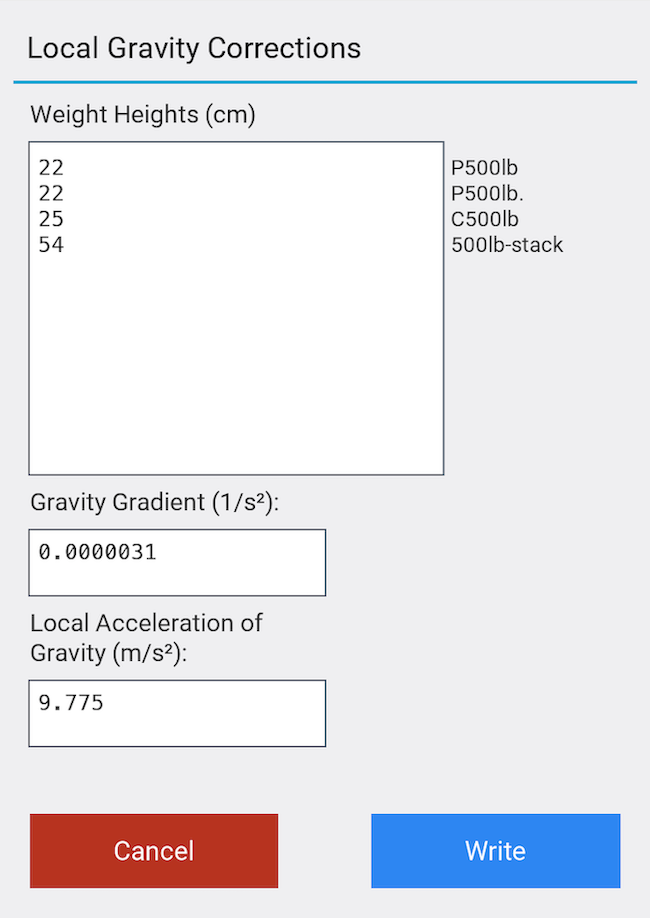 Local Gravity Corrections
Weight Heights (cm)
22 P500lb
22 P500lb.
25 C500lb
54 500lb-stack
Gravity Gradient (1/s²):
0.0000031
Local Acceleration of
Gravity (m/s²):
9.775
Cancel Write